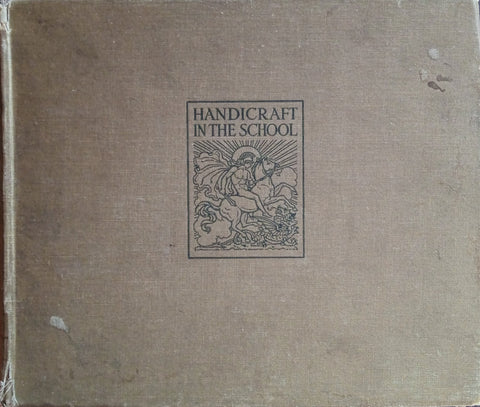 HANDICRAFT
IN THE SCHOOL